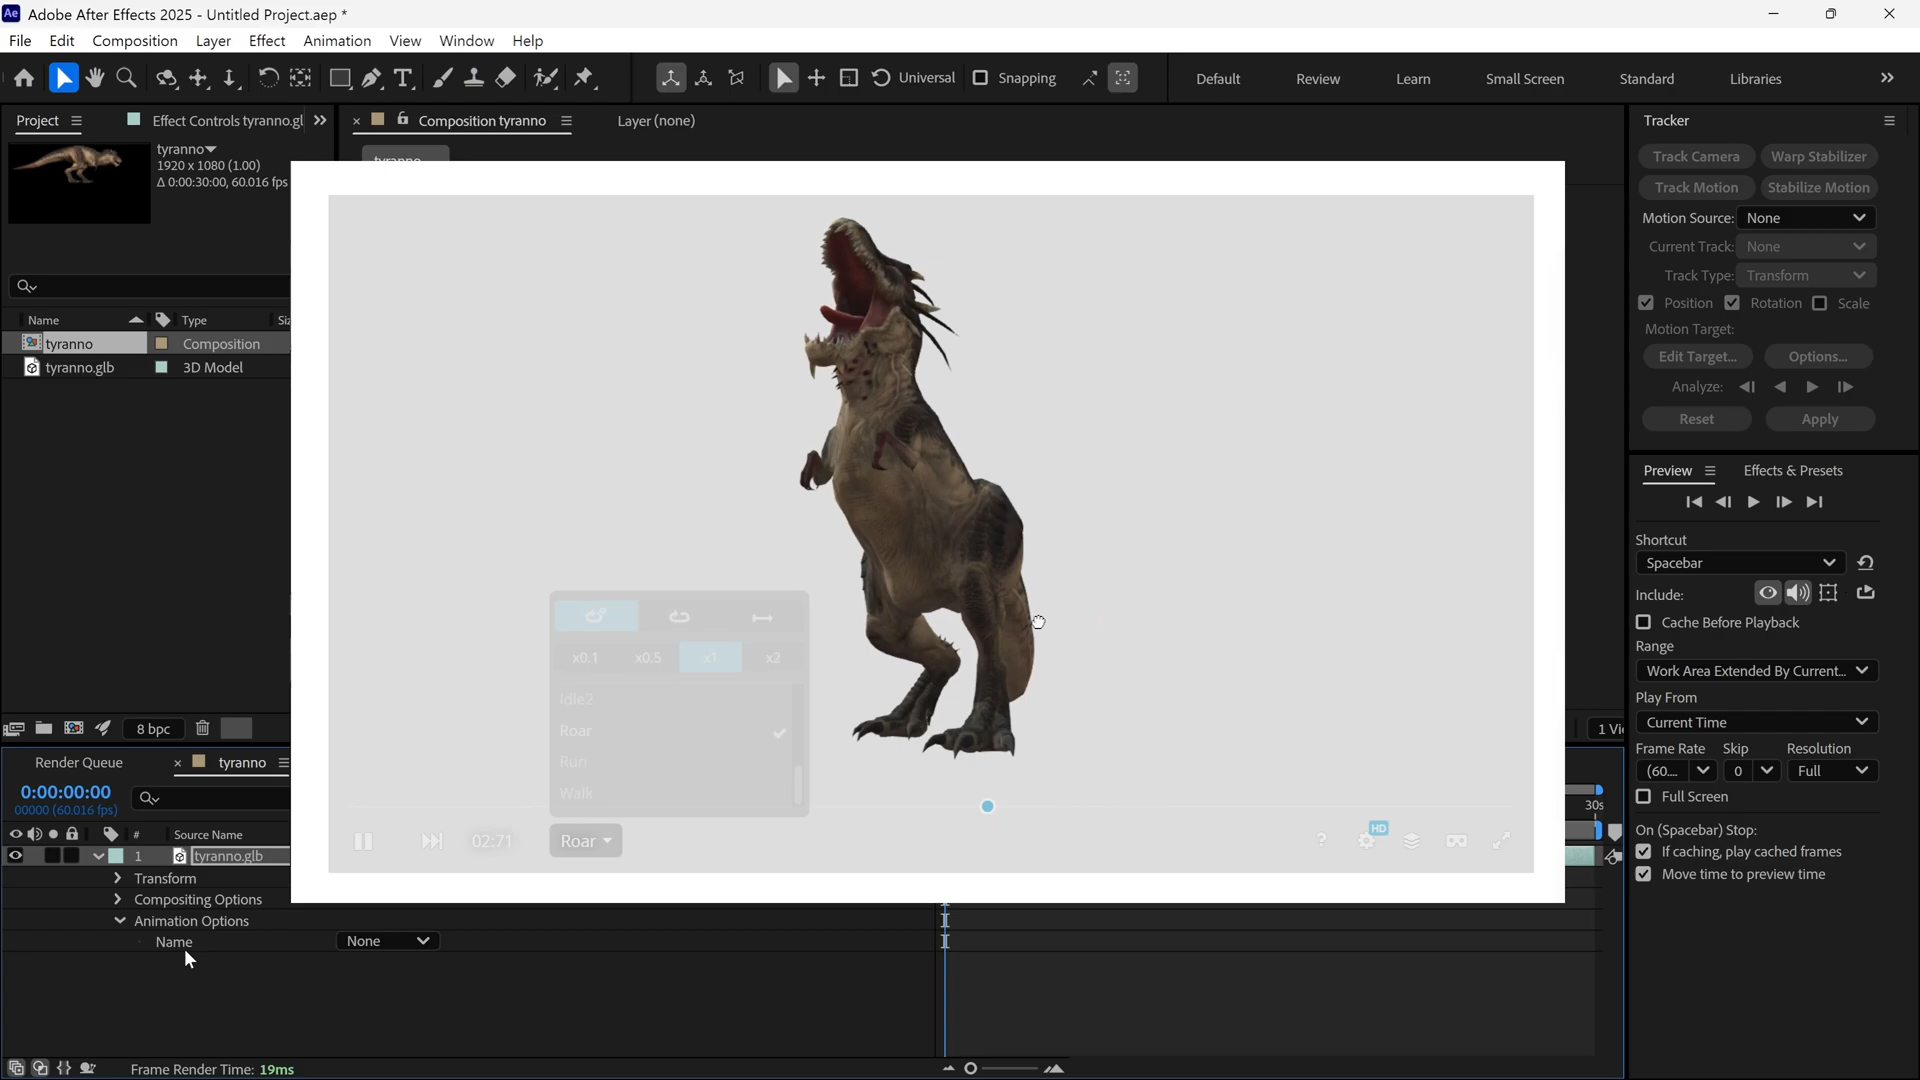 Ae Adobe After Effects 2025 - Untitled Project.aep *
File Edit Composition Layer Effect Animation View Window Help
Universal Snapping Default Review Learn Small Screen Standard Libraries
Project Effect Controls tyranno.gl Composition tyranno Layer (none)
tyranno
1920 x 1080 (1.00)
Δ 0:00:30:00, 60.016 fps
tyranno
Name Type
tyranno Composition
tyranno.glb 3D Model
8 bpc
x0.1 x0.5 x1 x2
Idle2
Roar
Run
Walk
02:71 Roar ? HD
Tracker
Track Camera Warp Stabilizer
Track Motion Stabilize Motion
Motion Source: None
Current Track: None
Track Type: Transform
Position Rotation Scale
Motion Target:
Edit Target... Options...
Analyze:
Reset Apply
Preview Effects & Presets
Shortcut
Spacebar
Include:
Cache Before Playback
Range
Work Area Extended By Current...
Play From
Current Time
Frame Rate Skip Resolution
(60.... 0 Full
Full Screen
On (Spacebar) Stop:
If caching, play cached frames
Move time to preview time
Render Queue tyranno
0:00:00:00
00000 (60.016 fps)
30s
# Source Name
1 tyranno.glb
Transform
Compositing Options
Animation Options
Name None
Frame Render Time: 19ms